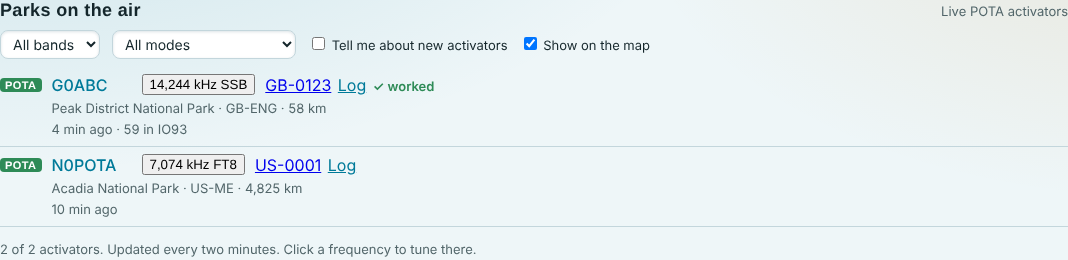 Parks on the air
Live POTA activators
All bands All modes Tell me about new activators Show on the map
POTA G0ABC 14,244 kHz SSB GB-0123 Log ✓ worked
Peak District National Park · GB-ENG · 58 km
4 min ago · 59 in IO93
POTA N0POTA 7,074 kHz FT8 US-0001 Log
Acadia National Park · US-ME · 4,825 km
10 min ago
2 of 2 activators. Updated every two minutes. Click a frequency to tune there.